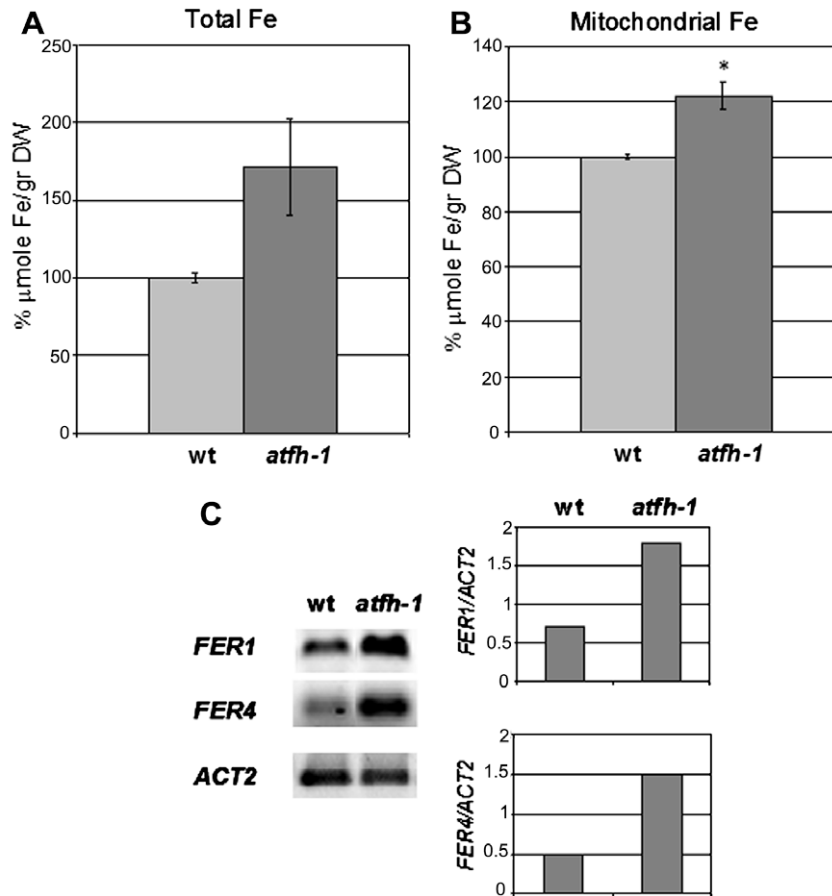 A
Total Fe
% µmole Fe/gr DW
250
200
150
100
50
0
wt
atfh-1
B
Mitochondrial Fe
% µmole Fe/gr DW
140
120
100
80
60
40
20
0
*
wt
atfh-1
C
wt atfh-1
FER1
FER4
ACT2
wt atfh-1
FER1/ACT2
2
1.5
1
0.5
0
FER4/ACT2
2
1.5
1
0.5
0